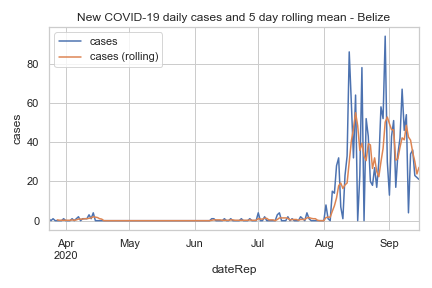 New COVID-19 daily cases and 5 day rolling mean - Belize
cases
cases (rolling)
80
60
40
20
0
cases
Apr
2020
May
Jun
Jul
Aug
Sep
dateRep